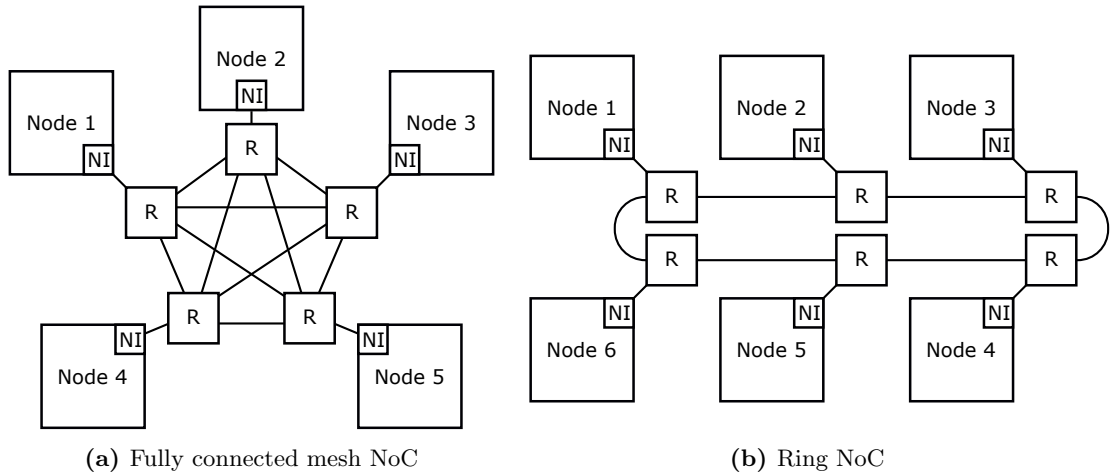 Node 1
NI
Node 2
NI
Node 3
NI
R
R
R
R
R
NI
Node 4
NI
Node 5
(a) Fully connected mesh NoC
Node 1
NI
Node 2
NI
Node 3
NI
R
R
R
R
R
R
NI
Node 6
NI
Node 5
NI
Node 4
(b) Ring NoC